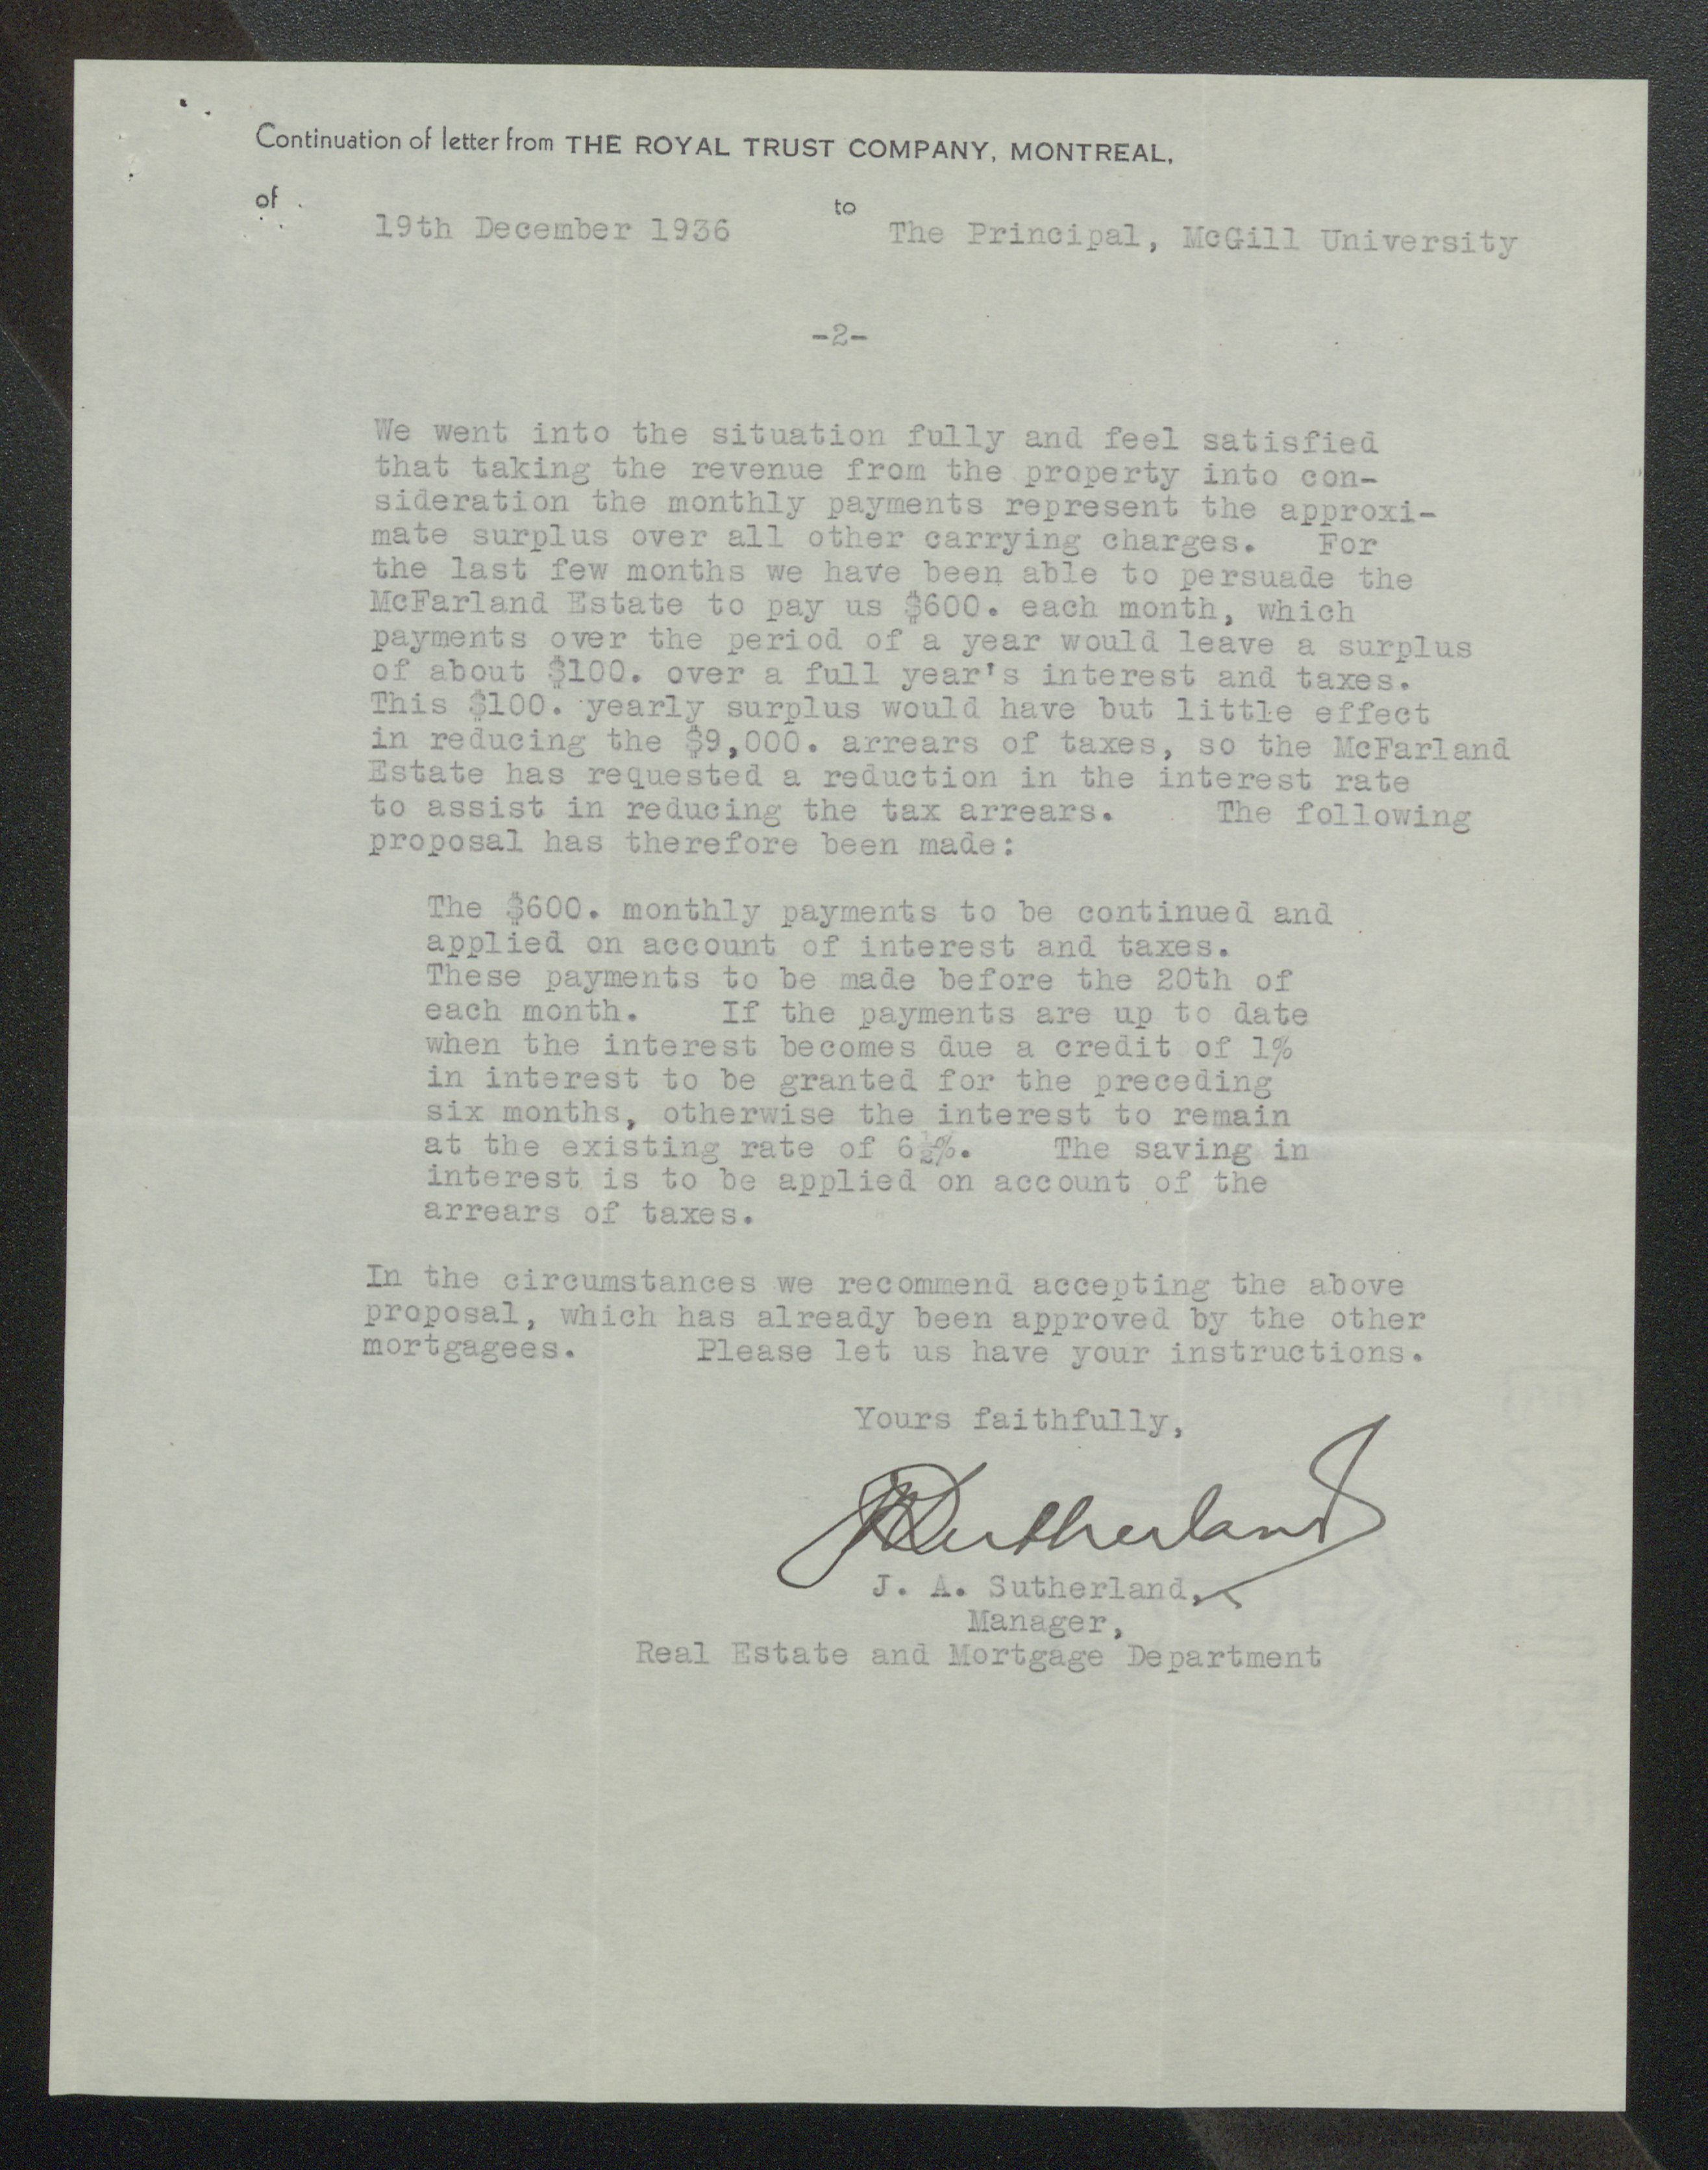 Continuation of letter from THE ROYAL TRUST COMPANY, MONTREAL,
of 19th December 1936 to The Principal, McGill University
-2-
We went into the situation fully and feel satisfied
that taking the revenue from the property into con-
sideration the monthly payments represent the approxi-
mate surplus over all other carrying charges. For
the last few months we have been able to persuade the
McFarland Estate to pay us $600. each month, which
payments over the period of a year would leave a surplus
of about $100. over a full year's interest and taxes.
This $100. yearly surplus would have but little effect
in reducing the $9,000. arrears of taxes, so the McFarland
Estate has requested a reduction in the interest rate
to assist in reducing the tax arrears. The following
proposal has therefore been made:
The $600. monthly payments to be continued and
applied on account of interest and taxes.
These payments to be made before the 20th of
each month. If the payments are up to date
when the interest becomes due a credit of 1%
in interest to be granted for the preceding
six months, otherwise the interest to remain
at the existing rate of 6½%. The saving in
interest is to be applied on account of the
arrears of taxes.
In the circumstances we recommend accepting the above
proposal, which has already been approved by the other
mortgagees. Please let us have your instructions.
Yours faithfully,
JASutherland
J. A. Sutherland,
Manager,
Real Estate and Mortgage Department